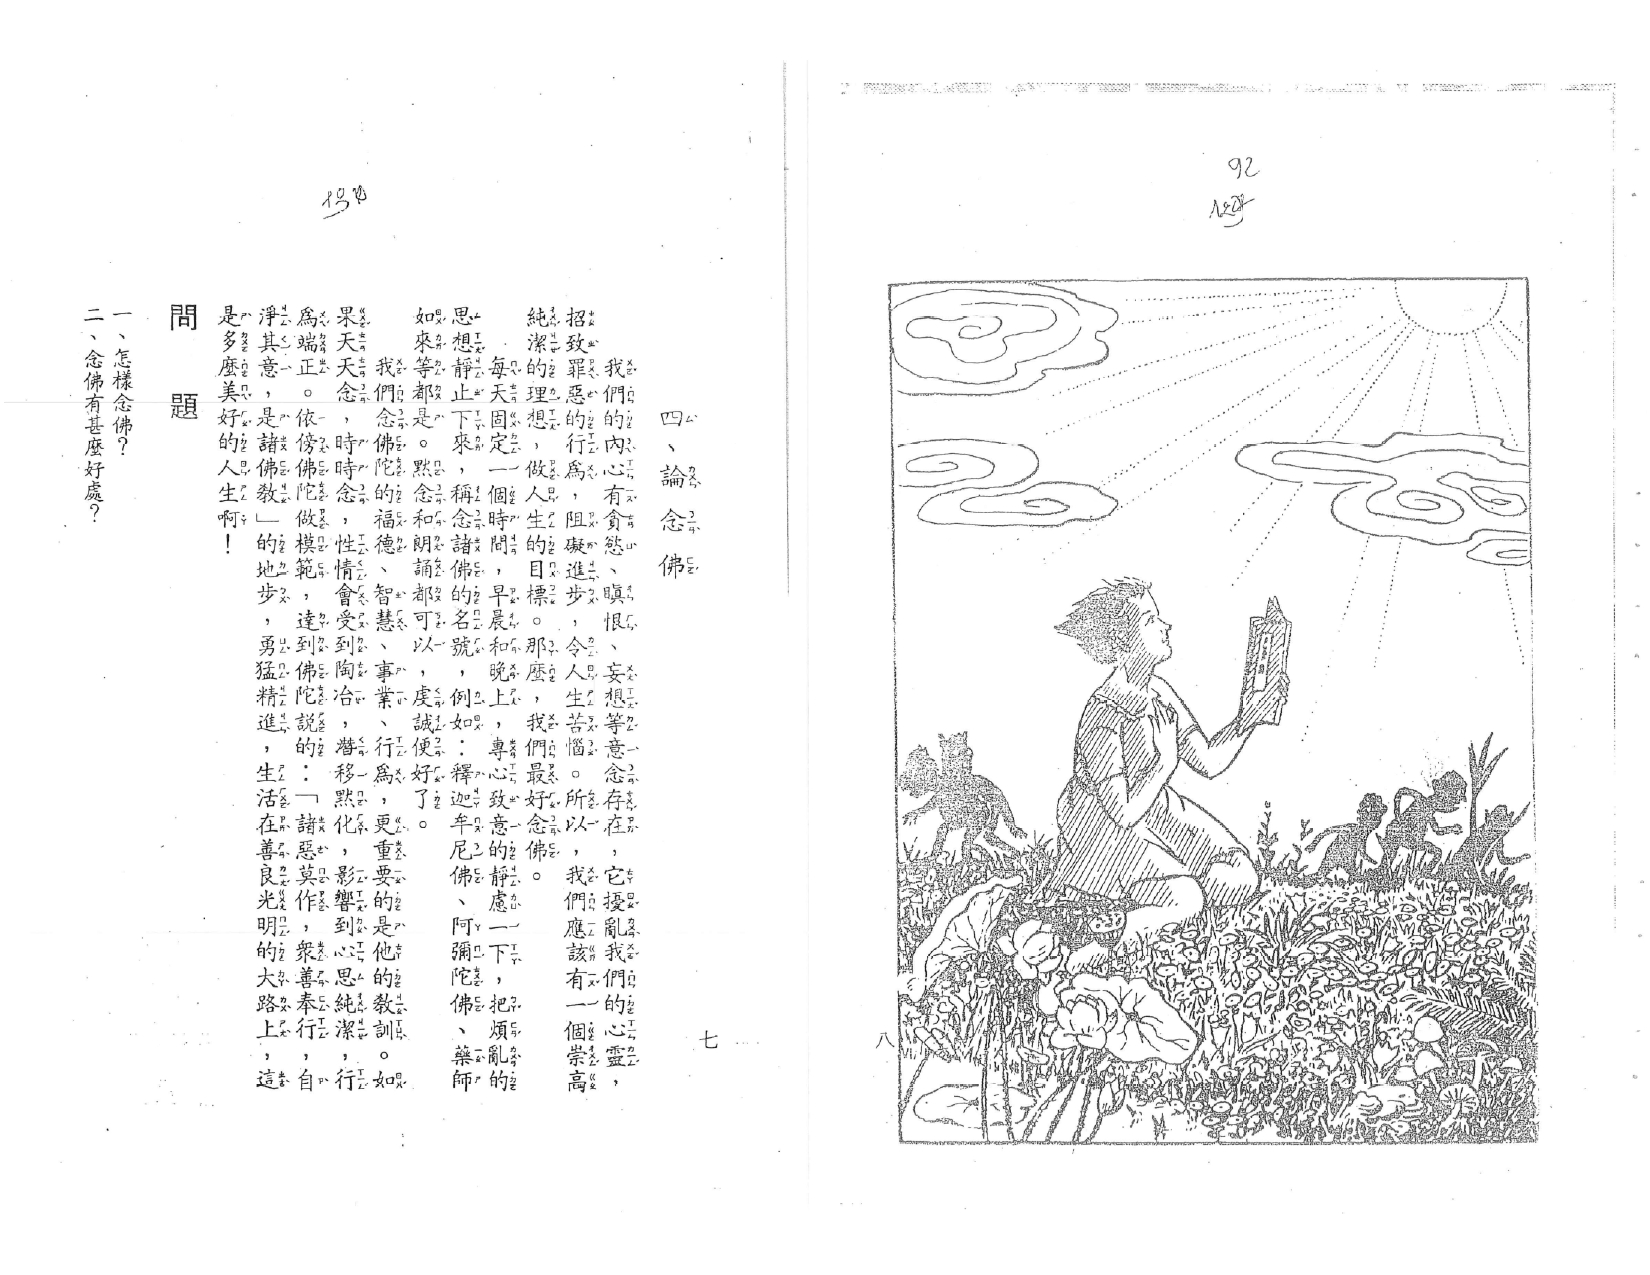 四、論念佛
我們的內心有貪慾、瞋恨、妄想等意念存在，它擾亂我們的心靈，
招致罪惡的行爲，阻礙進步，令人生苦惱。所以，我們應該有一個崇高
純潔的理想，做人生的目標。那麼，我們最好念佛。
每天固定一個時間，早晨和晚上，專心致意的靜慮一下，把煩亂的
思想靜止下來，稱念諸佛的名號，例如：釋迦牟尼佛、阿彌陀佛、藥師
如來等都是。默念和朗誦都可以，虔誠便好了。
我們念佛陀的福德、智慧、事業、行爲，更重要的是他的教訓。如
果天天念，時時念，性情會受到陶冶，潛移默化，影響到心思純潔，行
爲端正。依傍佛陀做模範，達到佛陀說的：「諸惡莫作，衆善奉行，自
淨其意，是諸佛教」的地步，勇猛精進，生活在善良光明的大路上，這
是多麼美好的人生啊！
問題
一、怎樣念佛？
二、念佛有甚麼好處？
七
92
八